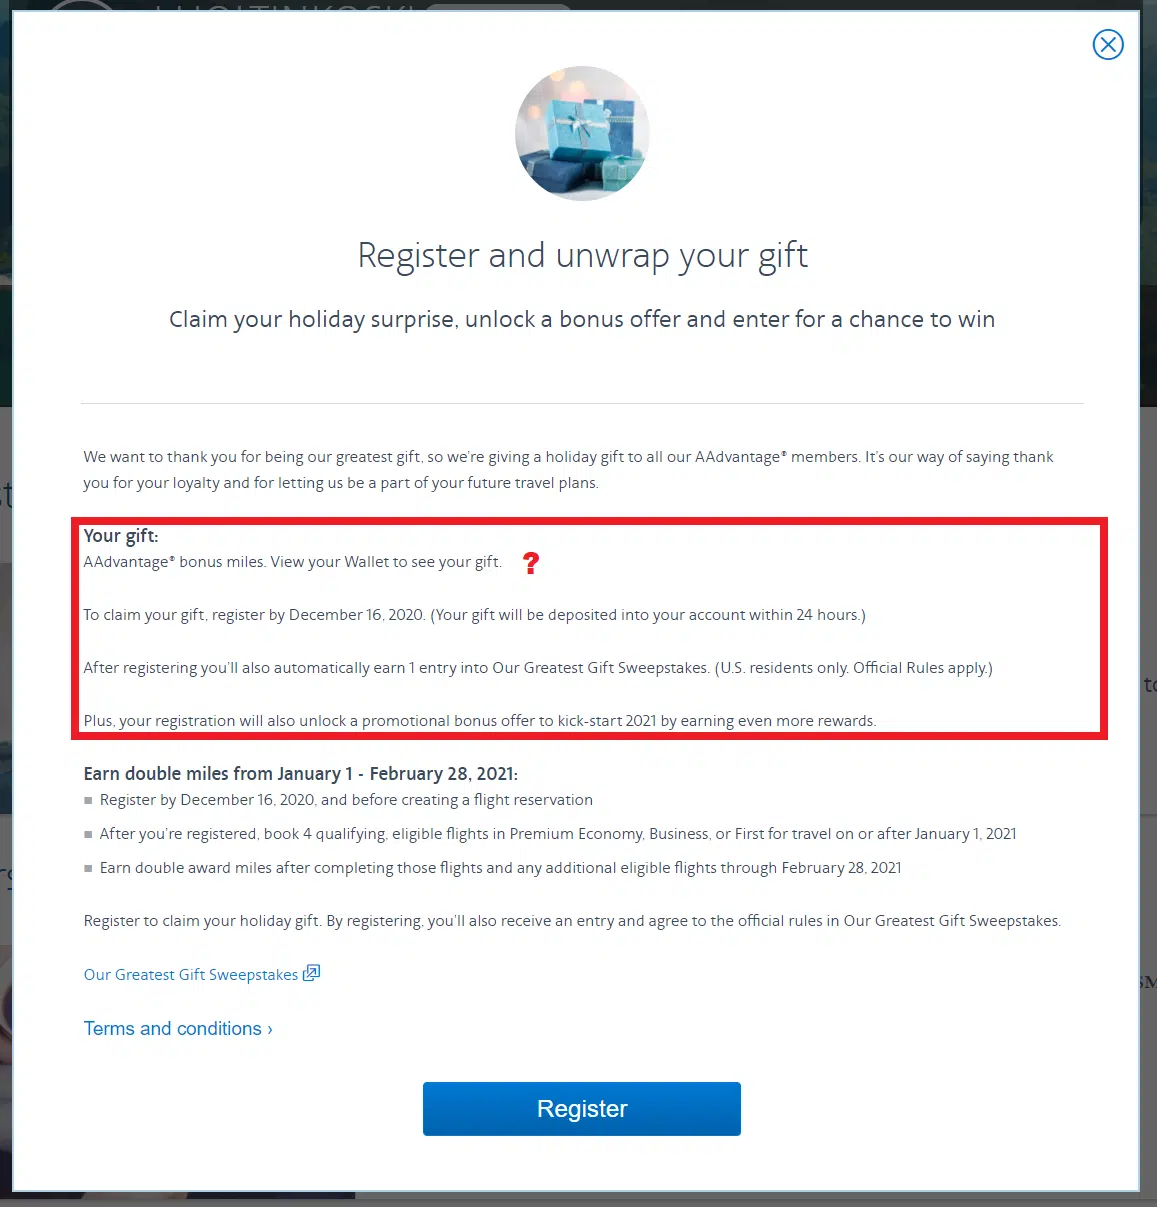 Register and unwrap your gift
Claim your holiday surprise, unlock a bonus offer and enter for a chance to win
We want to thank you for being our greatest gift, so we're giving a holiday gift to all our AAdvantage® members. It's our way of saying thank
you for your loyalty and for letting us be a part of your future travel plans.
Your gift:
AAdvantage® bonus miles. View your Wallet to see your gift. ?
To claim your gift, register by December 16, 2020. (Your gift will be deposited into your account within 24 hours.)
After registering you'll also automatically earn 1 entry into Our Greatest Gift Sweepstakes. (U.S. residents only. Official Rules apply.)
Plus, your registration will also unlock a promotional bonus offer to kick-start 2021 by earning even more rewards.
Earn double miles from January 1 - February 28, 2021:
Register by December 16, 2020, and before creating a flight reservation
After you're registered, book 4 qualifying, eligible flights in Premium Economy, Business, or First for travel on or after January 1, 2021
Earn double award miles after completing those flights and any additional eligible flights through February 28, 2021
Register to claim your holiday gift. By registering, you'll also receive an entry and agree to the official rules in Our Greatest Gift Sweepstakes.
Our Greatest Gift Sweepstakes
Terms and conditions ›
Register